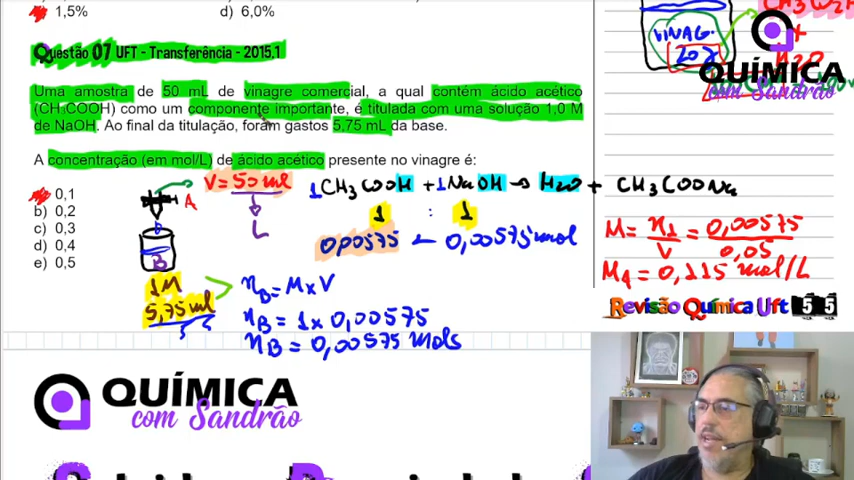 1,5%
d) 6,0%
Questão 07 UFT - Transferência - 2015.1
Uma amostra de 50 mL de vinagre comercial, a qual contém ácido acético
(CH₃COOH) como um componente importante, é titulada com uma solução 1,0 M
de NaOH. Ao final da titulação, foram gastos 5,75 mL da base.
A concentração (em mol/L) de ácido acético presente no vinagre é:
0,1
b) 0,2
c) 0,3
d) 0,4
e) 0,5
A
B
1M
5,75 ml
V = 50 ml
L
1CH₃COOH + 1NaOH → H₂O + CH₃COONa
1 : 1
0,00575 ← 0,00575 mol
nB = M x V
nB = 1 x 0,00575
nB = 0,00575 mols
M = n1/V = 0,00575/0,05
MA = 0,115 mol/L
VINAG.
+
H2O
QUÍMICA
com Sandrão
Revisão Química Uft 55
QUÍMICA
com Sandrão